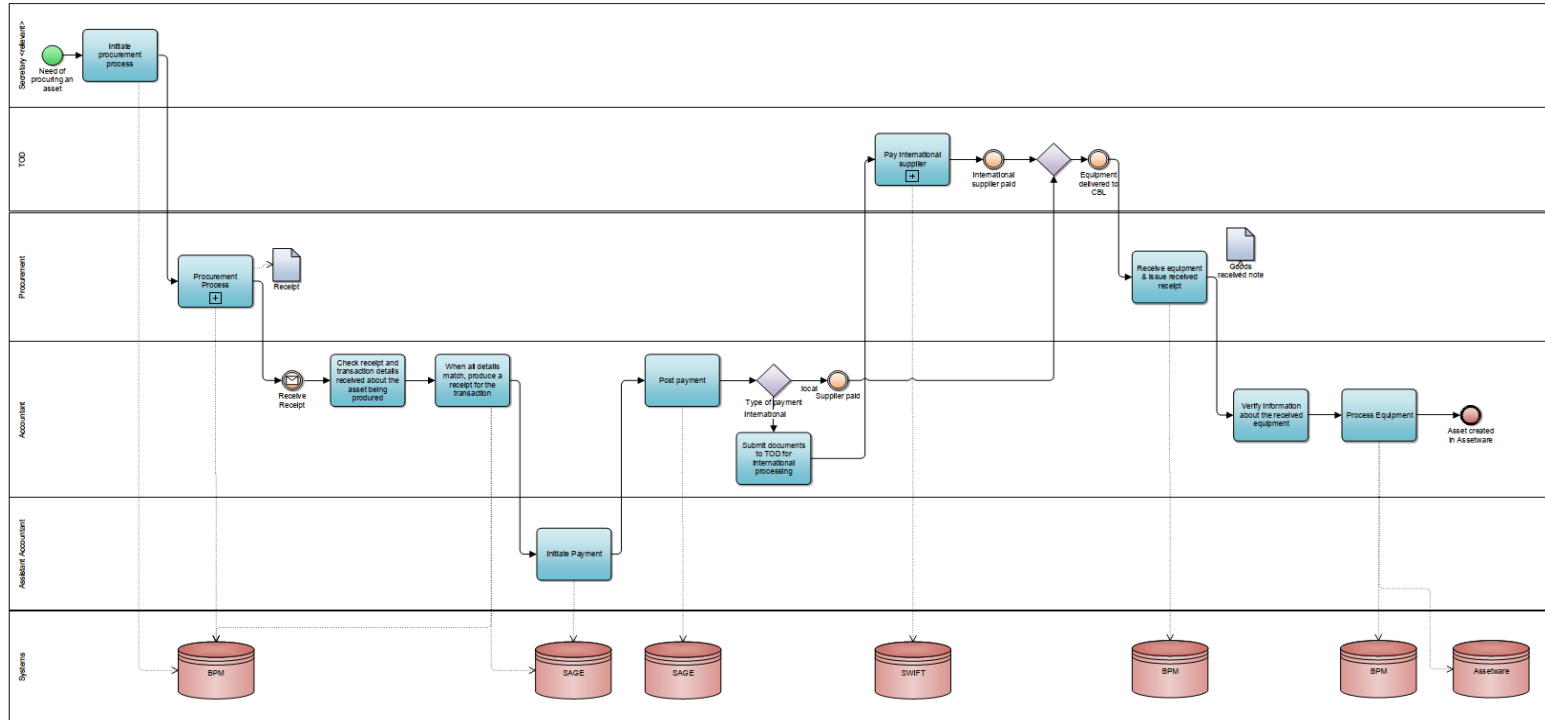 Secretary <relevant>
Need of
procuring an
asset
Initiate
procurement
process
TOD
Pay International
supplier
International
supplier paid
Equipment
delivered to
CBL
Procurement
Procurement
Process
Receipt
Receive equipment
& issue received
receipt
Goods
received note
Accountant
Receive
Receipt
Check receipt and
transaction details
received about the
asset being
produred
When all details
match, produce a
receipt for the
transaction
Post payment
Type of payment
local
International
Supplier paid
Submit documents
to TOD for
international
processing
Verify information
about the received
equipment
Process Equipment
Asset created
in Assetware
Assistant Accountant
Initiate Payment
Systems
BPM
SAGE
SAGE
SWIFT
BPM
BPM
Assetware